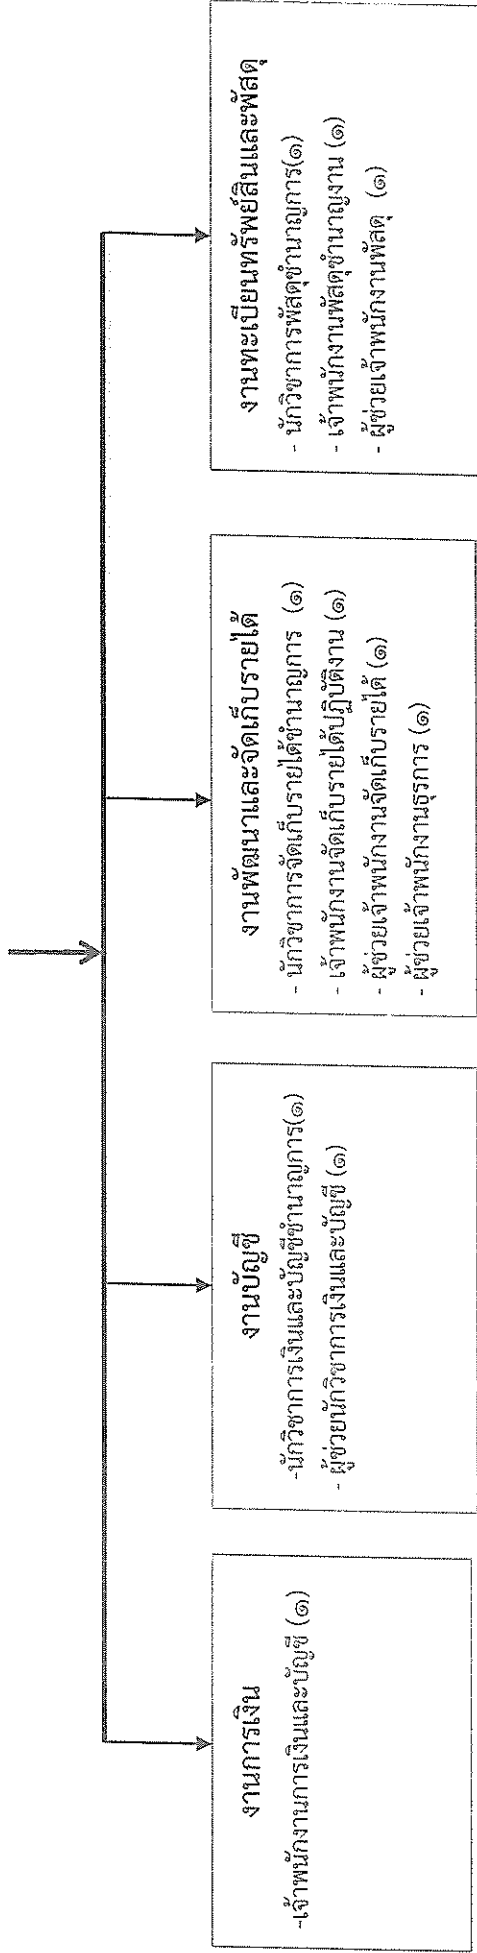 งานการเงิน
-เจ้าพนักงานการเงินและบัญชี (๑)
งานบัญชี
-นักวิชาการเงินและบัญชีชำนาญการ(๑)
- ผู้ช่วยนักวิชาการเงินและบัญชี (๑)
งานพัฒนาและจัดเก็บรายได้
- นักวิชาการจัดเก็บรายได้ชำนาญการ (๑)
- เจ้าพนักงานจัดเก็บรายได้ปฏิบัติงาน (๑)
- ผู้ช่วยเจ้าพนักงานจัดเก็บรายได้ (๑)
- ผู้ช่วยเจ้าพนักงานธุรการ (๑)
งานทะเบียนทรัพย์สินและพัสดุ
- นักวิชาการพัสดุชำนาญการ(๑)
- เจ้าพนักงานพัสดุชำนาญงาน (๑)
- ผู้ช่วยเจ้าพนักงานพัสดุ (๑)